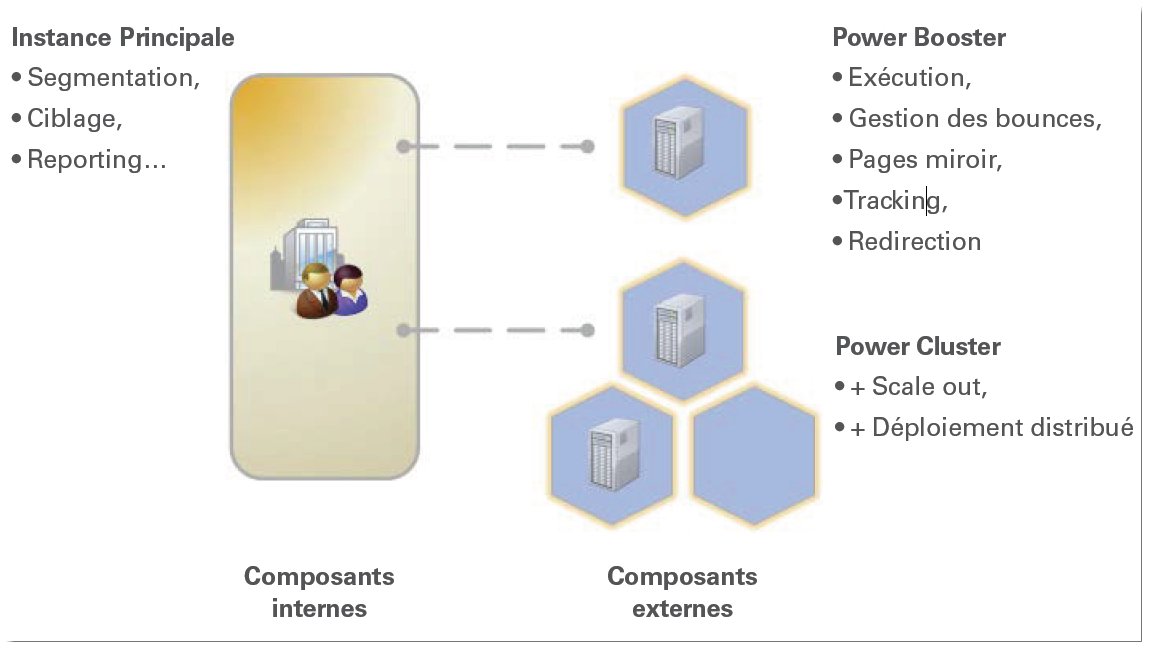 Instance Principale
• Segmentation,
• Ciblage,
• Reporting…
Power Booster
• Exécution,
• Gestion des bounces,
• Pages miroir,
•Tracking,
• Redirection
Power Cluster
• + Scale out,
• + Déploiement distribué
Composants
internes
Composants
externes